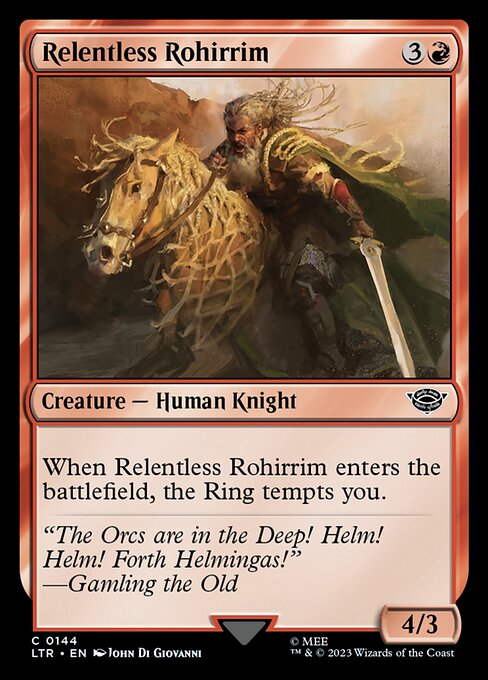 Relentless Rohirrim 3
Creature — Human Knight
When Relentless Rohirrim enters the
battlefield, the Ring tempts you.
“The Orcs are in the Deep! Helm!
Helm! Forth Helmingas!”
—Gamling the Old
4/3
C 0144
LTR • EN John Di Giovanni
© MEE
™ & © 2023 Wizards of the Coast